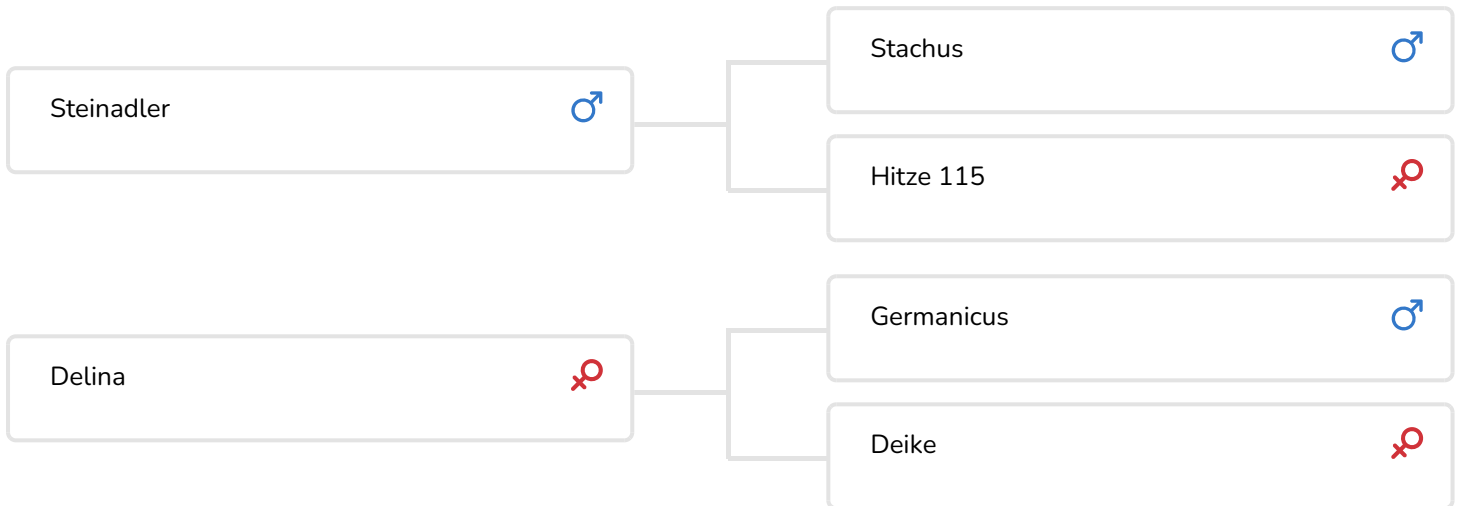 Steinadler
Stachus
Hitze 115
Delina
Germanicus
Deike